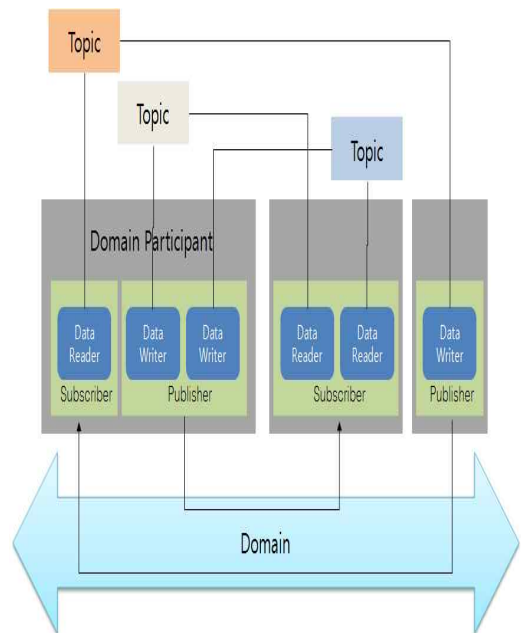 Topic
Topic
Topic
Domain Participant
Data
Reader
Data
Writer
Data
Writer
Data
Reader
Data
Reader
Data
Writer
Subscriber
Publisher
Subscriber
Publisher
Domain